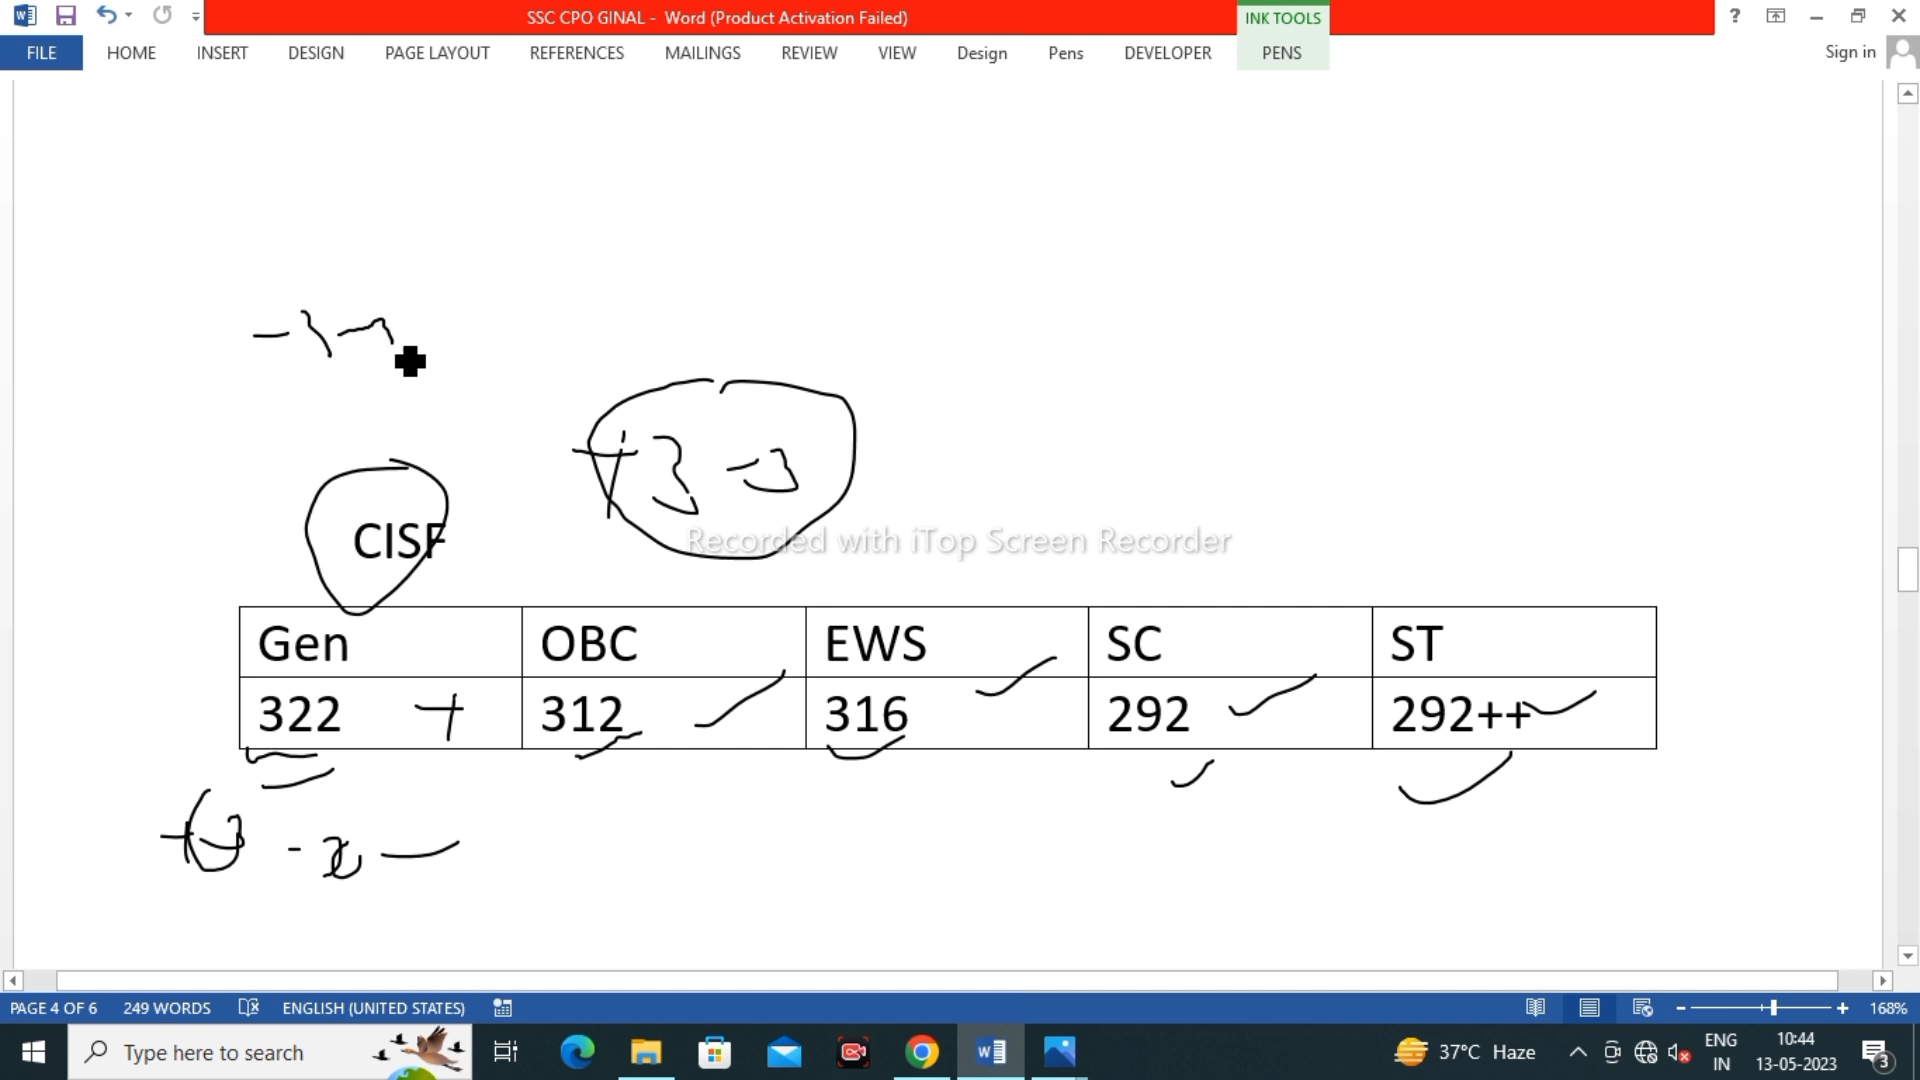 SSC CPO GINAL - Word (Product Activation Failed)
INK TOOLS
?
FILE HOME INSERT DESIGN PAGE LAYOUT REFERENCES MAILINGS REVIEW VIEW Design Pens DEVELOPER PENS
Sign in
+3 -3
CISF
Recorded with iTop Screen Recorder
Gen OBC EWS SC ST
322 + 312 316 292 292++
PAGE 4 OF 6 249 WORDS ENGLISH (UNITED STATES) 168%
Type here to search
37°C Haze
ENG
IN
10:44
13-05-2023
3